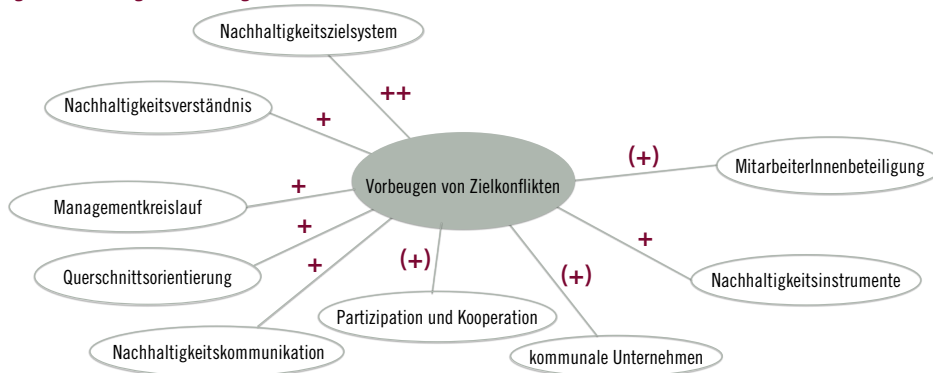 Nachhaltigkeitszielsystem
++
Nachhaltigkeitsverständnis
+
(+)
MitarbeiterInnenbeteiligung
Vorbeugen von Zielkonflikten
+
Managementkreislauf
+
+
Querschnittsorientierung
+
(+)
(+)
Nachhaltigkeitsinstrumente
Partizipation und Kooperation
Nachhaltigkeitskommunikation
kommunale Unternehmen